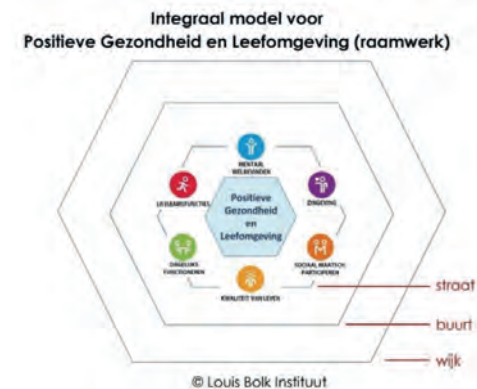 Integraal model voor
Positieve Gezondheid en Leefomgeving (raamwerk)
MENTAAL
WELBEVINDEN
LICHAAMSFUNCTIES
ZINGEVING
Positieve
Gezondheid
en
Leefomgeving
DAGELIJKS
FUNCTIONEREN
SOCIAAL MAATSCH.
PARTICIPEREN
KWALITEIT VAN LEVEN
straat
buurt
wijk
© Louis Bolk Instituut